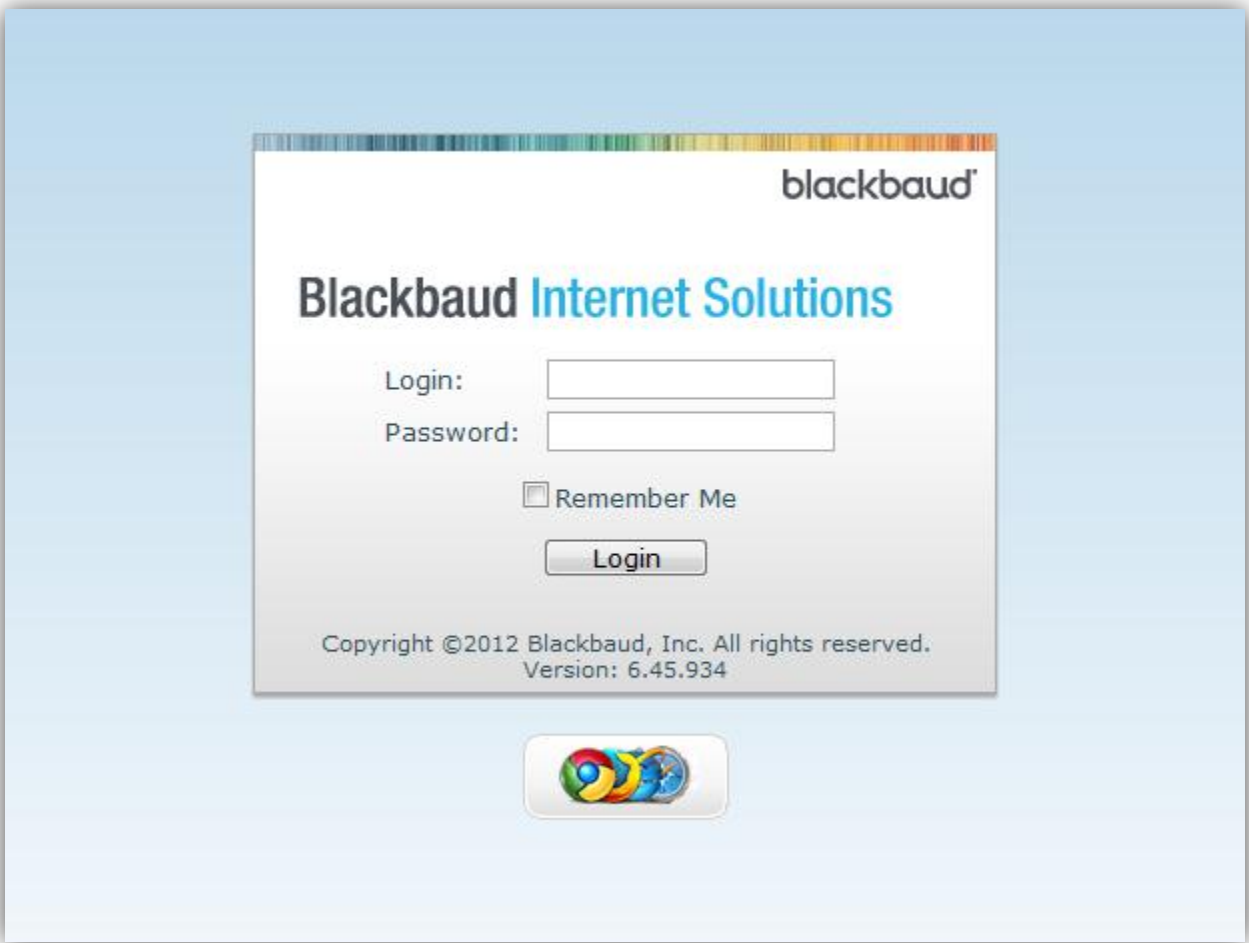 blackbaud
Blackbaud Internet Solutions
Login:
Password:
Remember Me
Login
Copyright ©2012 Blackbaud, Inc. All rights reserved.
Version: 6.45.934